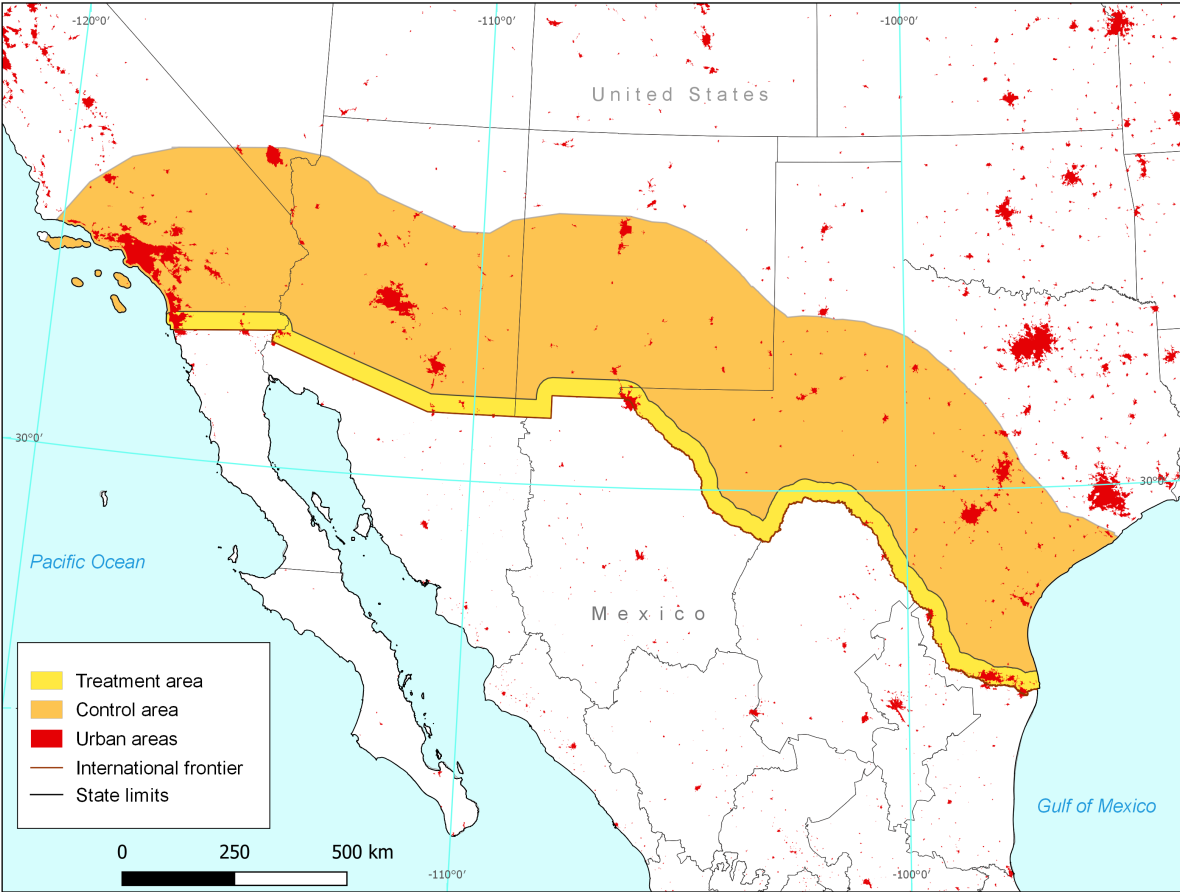 -120°0'
-110°0'
-100°0'
United States
30°0'
30°0'
Pacific Ocean
Mexico
Treatment area
Control area
Urban areas
International frontier
State limits
Gulf of Mexico
0 250 500 km
-110°0'
-100°0'